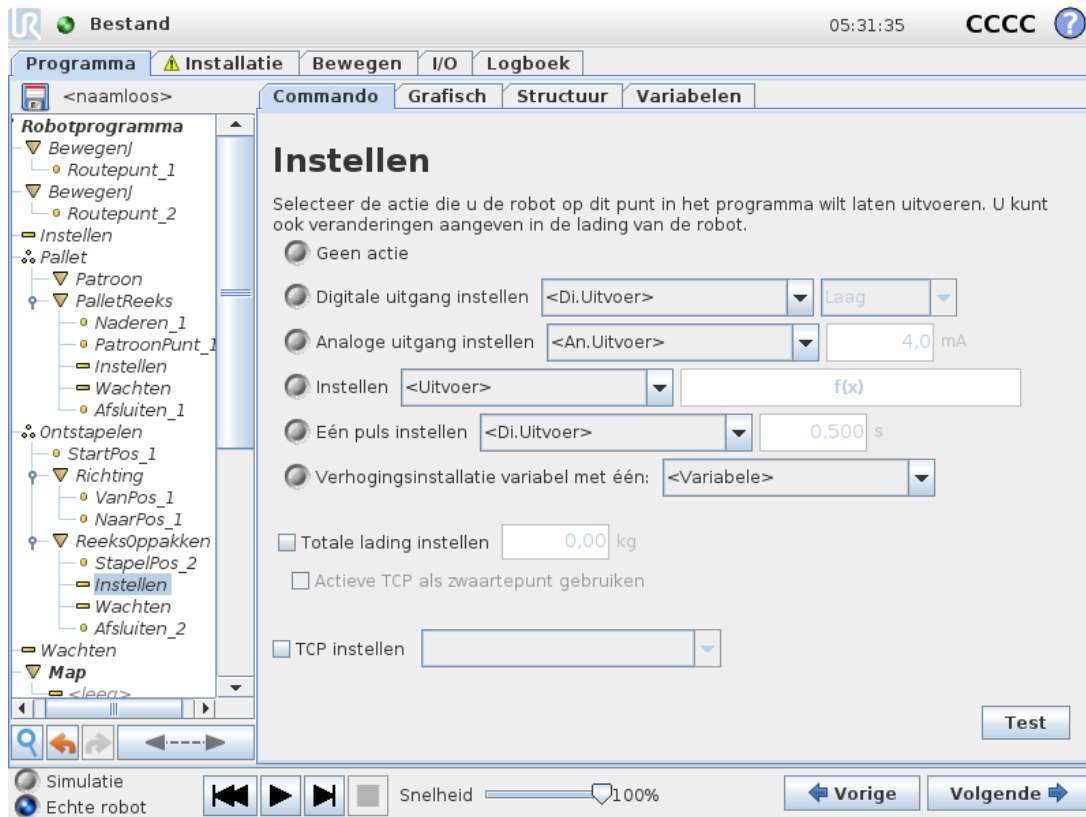 UR Bestand 05:31:35 CCCC ?
Programma Installatie Bewegen I/O Logboek
<naamloos>
Commando Grafisch Structuur Variabelen
Robotprogramma
BewegenJ
Routepunt_1
BewegenJ
Routepunt_2
Instellen
Pallet
Patroon
PalletReeks
Naderen_1
PatroonPunt_1
Instellen
Wachten
Afsluiten_1
Ontstapelen
StartPos_1
Richting
VanPos_1
NaarPos_1
ReeksOppakken
StapelPos_2
Instellen
Wachten
Afsluiten_2
Wachten
Map
<leeg>
Instellen
Selecteer de actie die u de robot op dit punt in het programma wilt laten uitvoeren. U kunt
ook veranderingen aangeven in de lading van de robot.
Geen actie
Digitale uitgang instellen <Di.Uitvoer> Laag
Analoge uitgang instellen <An.Uitvoer> 4,0 mA
Instellen <Uitvoer> f(x)
Eén puls instellen <Di.Uitvoer> 0,500 s
Verhogingsinstallatie variabel met één: <Variabele>
Totale lading instellen 0,00 kg
Actieve TCP als zwaartepunt gebruiken
TCP instellen
Test
Simulatie
Echte robot
Snelheid 100%
Vorige Volgende